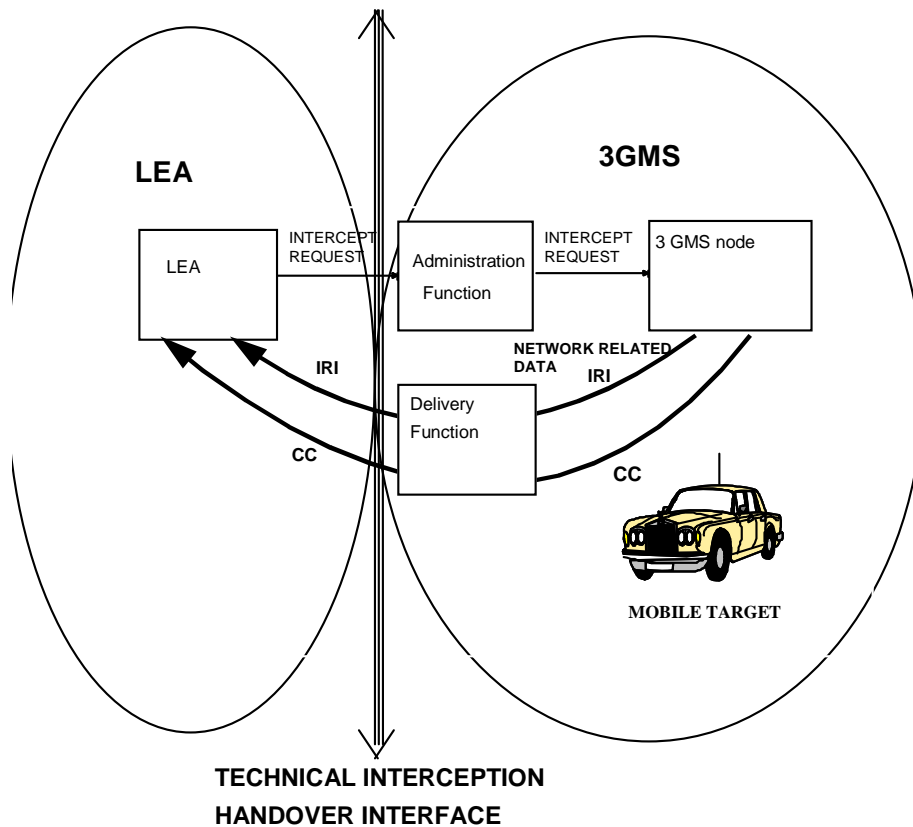 LEA
3GMS
LEA
INTERCEPT
REQUEST
Administration
Function
INTERCEPT
REQUEST
3 GMS node
IRI
NETWORK RELATED
DATA
IRI
Delivery
Function
CC
CC
MOBILE TARGET
TECHNICAL INTERCEPTION
HANDOVER INTERFACE